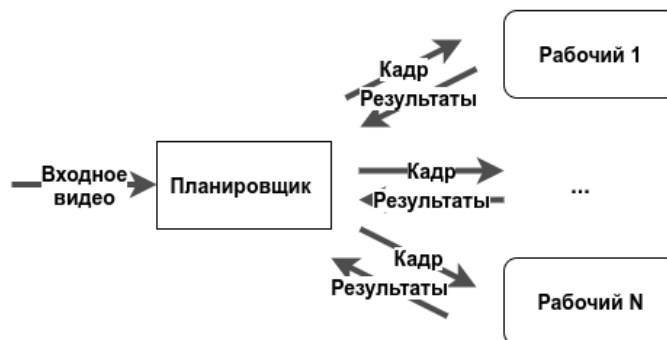 Рабочий 1
Кадр
Результаты
Входное
видео
Планировщик
Кадр
Результаты
...
Кадр
Результаты
Рабочий N